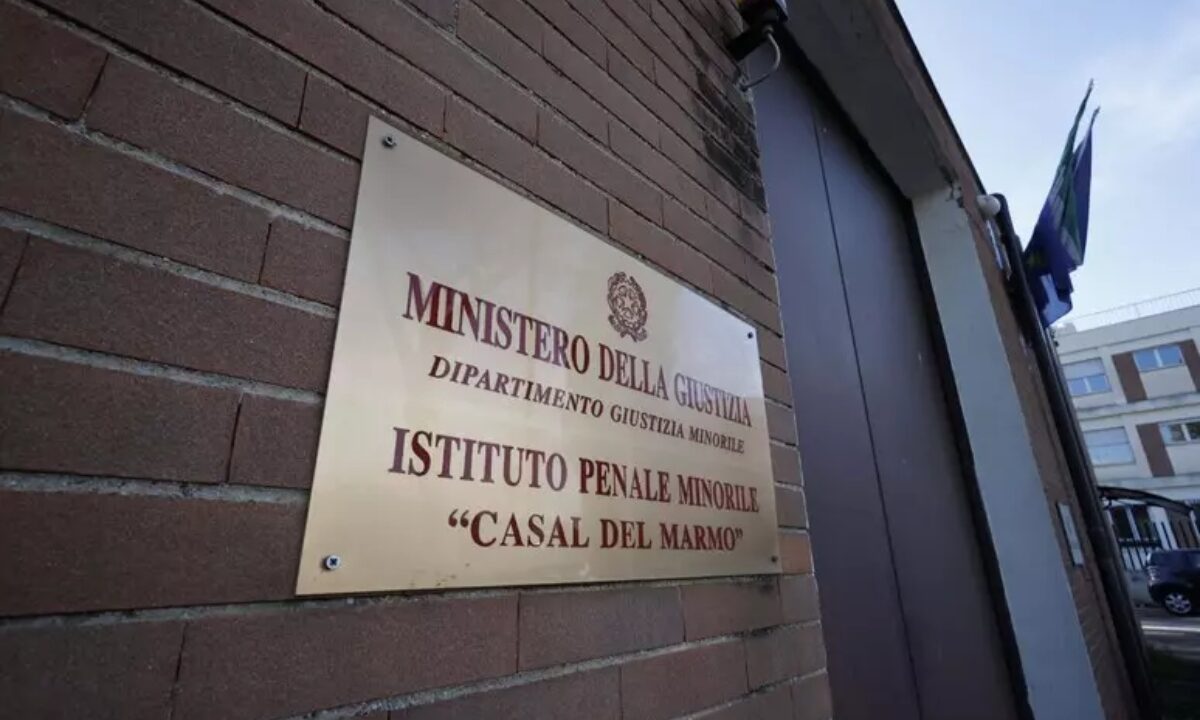 MINISTERO DELLA GIUSTIZIA
DIPARTIMENTO GIUSTIZIA MINORILE
ISTITUTO PENALE MINORILE
“CASAL DEL MARMO”